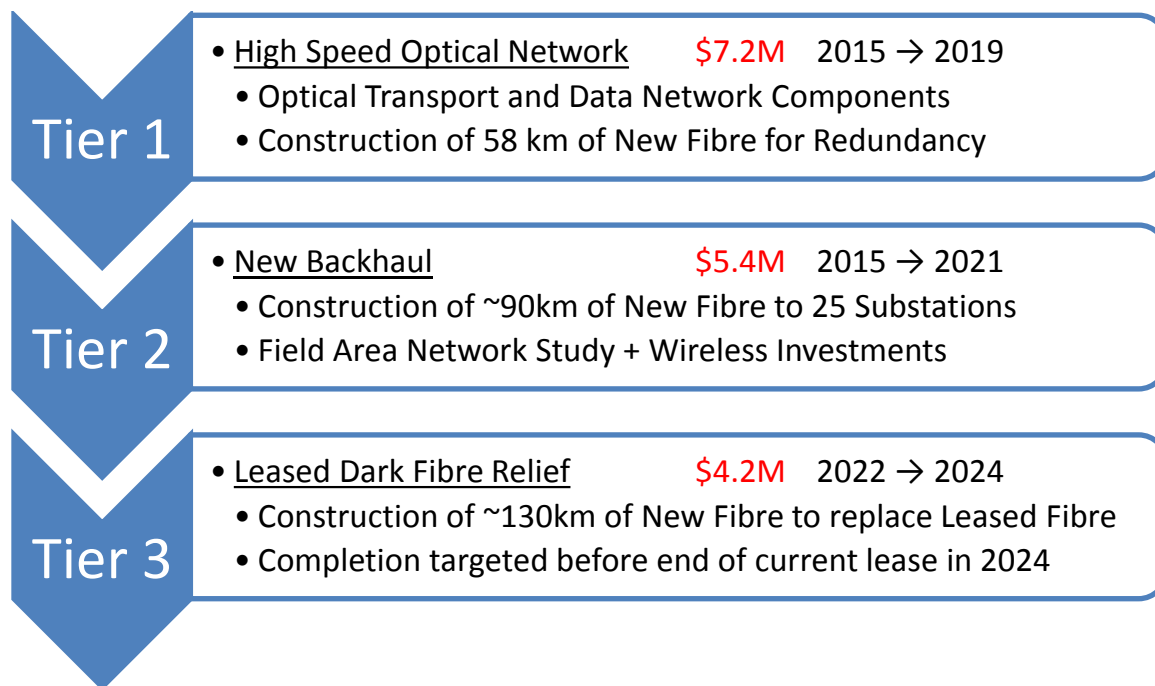 Tier 1
• High Speed Optical Network $7.2M 2015 → 2019
• Optical Transport and Data Network Components
• Construction of 58 km of New Fibre for Redundancy
Tier 2
• New Backhaul $5.4M 2015 → 2021
• Construction of ~90km of New Fibre to 25 Substations
• Field Area Network Study + Wireless Investments
Tier 3
• Leased Dark Fibre Relief $4.2M 2022 → 2024
• Construction of ~130km of New Fibre to replace Leased Fibre
• Completion targeted before end of current lease in 2024